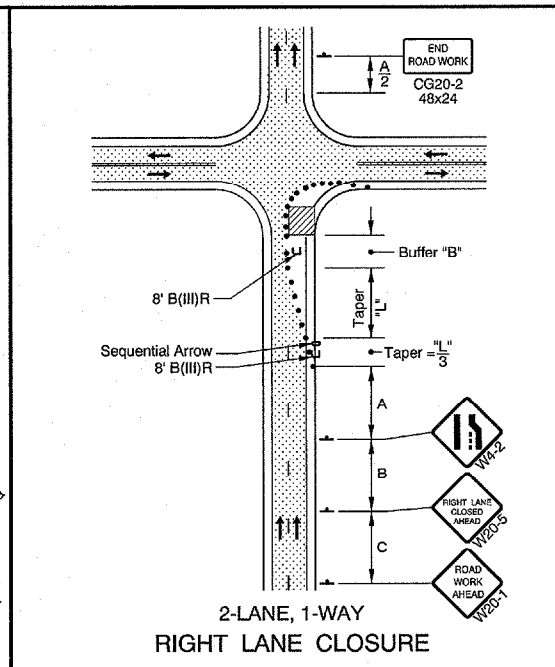 END
ROAD WORK
A
2
CG20-2
48x24
Buffer "B"
8' B(III)R
Taper
"L"
Sequential Arrow
8' B(III)R
Taper = "L"
3
A
W4-2
B
RIGHT LANE
CLOSED
AHEAD
W20-5
C
ROAD
WORK
AHEAD
W20-1
2-LANE, 1-WAY
RIGHT LANE CLOSURE